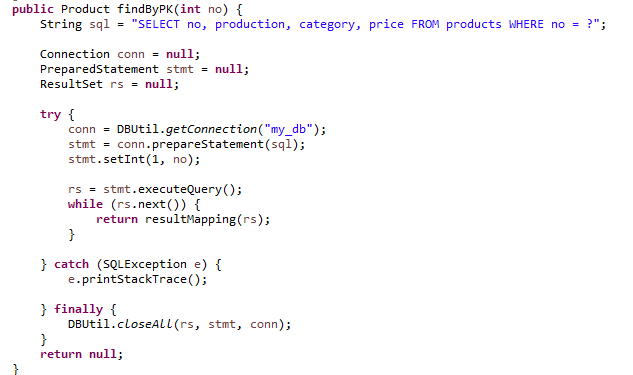 public Product findByPK(int no) {
    String sql = "SELECT no, production, category, price FROM products WHERE no = ?";
    Connection conn = null;
    PreparedStatement stmt = null;
    ResultSet rs = null;
    try {
        conn = DBUtil.getConnection("my_db");
        stmt = conn.prepareStatement(sql);
        stmt.setInt(1, no);
        rs = stmt.executeQuery();
        while (rs.next()) {
            return resultMapping(rs);
        }
    } catch (SQLException e) {
        e.printStackTrace();
    } finally {
        DBUtil.closeAll(rs, stmt, conn);
    }
    return null;
}